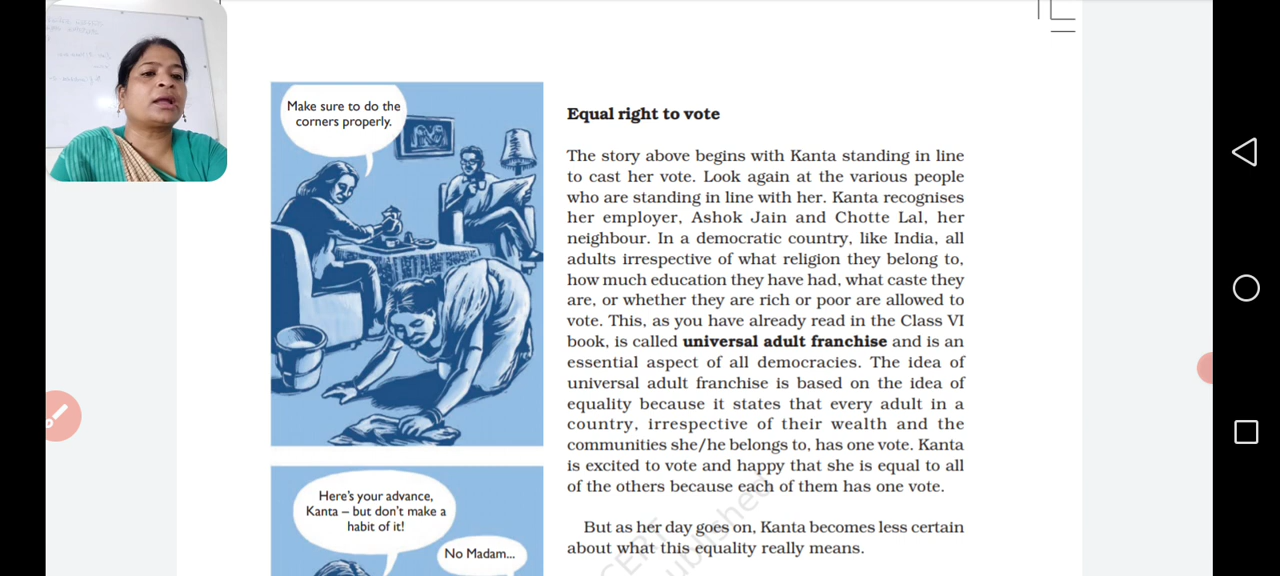 Make sure to do the
corners properly.
Here's your advance,
Kanta – but don't make a
habit of it!
No Madam...
Equal right to vote
The story above begins with Kanta standing in line
to cast her vote. Look again at the various people
who are standing in line with her. Kanta recognises
her employer, Ashok Jain and Chotte Lal, her
neighbour. In a democratic country, like India, all
adults irrespective of what religion they belong to,
how much education they have had, what caste they
are, or whether they are rich or poor are allowed to
vote. This, as you have already read in the Class VI
book, is called universal adult franchise and is an
essential aspect of all democracies. The idea of
universal adult franchise is based on the idea of
equality because it states that every adult in a
country, irrespective of their wealth and the
communities she/he belongs to, has one vote. Kanta
is excited to vote and happy that she is equal to all
of the others because each of them has one vote.
But as her day goes on, Kanta becomes less certain
about what this equality really means.